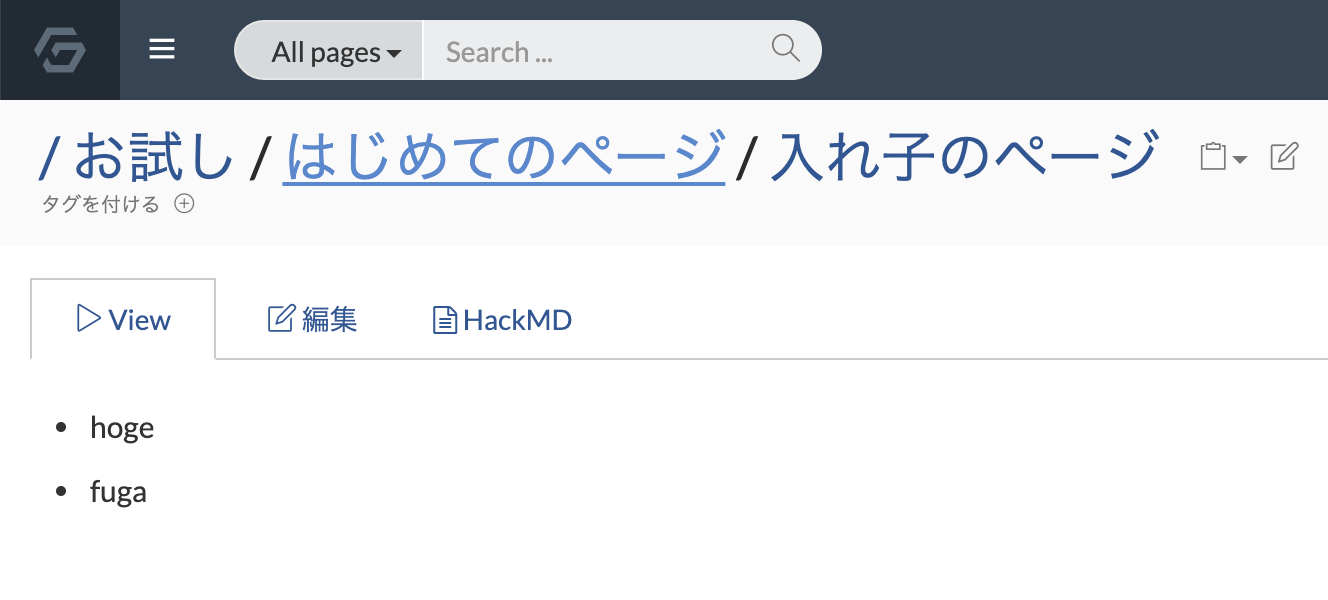 All pages Search ...
/ お試し / はじめてのページ / 入れ子のページ
タグを付ける
View 編集 HackMD
• hoge
• fuga